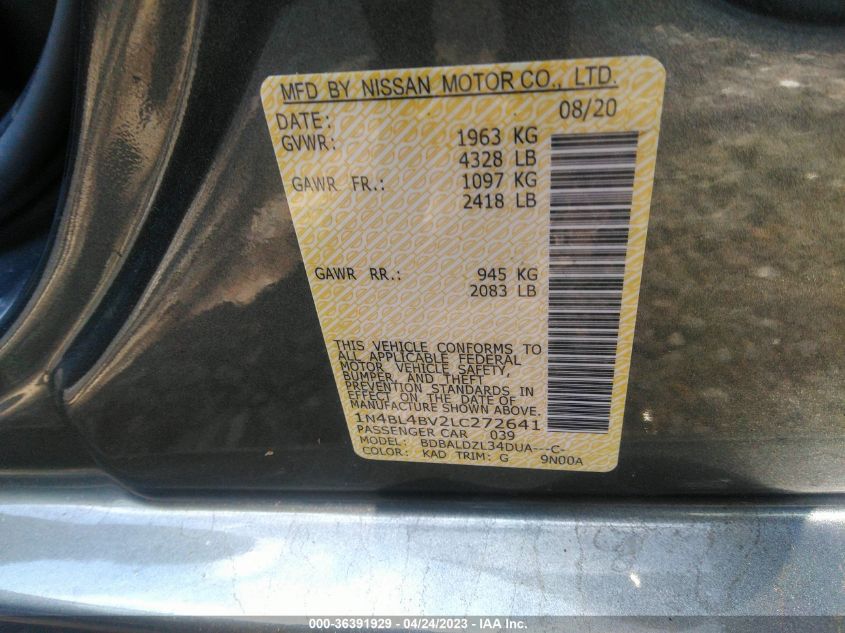 MFD BY NISSAN MOTOR CO., LTD.
DATE: 08/20
GVWR: 1963 KG
4328 LB
GAWR FR.: 1097 KG
2418 LB
GAWR RR.: 945 KG
2083 LB
THIS VEHICLE CONFORMS TO
ALL APPLICABLE FEDERAL
MOTOR VEHICLE SAFETY,
BUMPER, AND THEFT
PREVENTION STANDARDS IN
EFFECT ON THE DATE OF
MANUFACTURE SHOWN ABOVE.
1N4BL4BV2LC272641
PASSENGER CAR 039
MODEL: BDBALDZL34DUA---C-
COLOR: KAD TRIM: G 9N00A
000-36391929 - 04/24/2023 - IAA Inc.